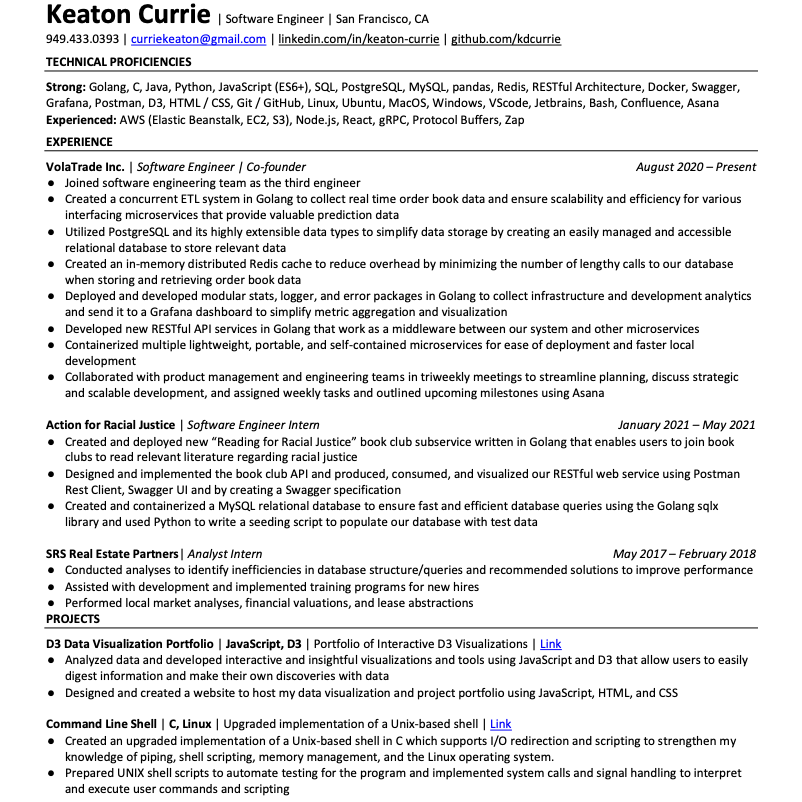 Keaton Currie | Software Engineer | San Francisco, CA
949.433.0393 | curriekeaton@gmail.com | linkedin.com/in/keaton-currie | github.com/kdcurrie
TECHNICAL PROFICIENCIES
Strong: Golang, C, Java, Python, JavaScript (ES6+), SQL, PostgreSQL, MySQL, pandas, Redis, RESTful Architecture, Docker, Swagger,
Grafana, Postman, D3, HTML / CSS, Git / GitHub, Linux, Ubuntu, MacOS, Windows, VScode, Jetbrains, Bash, Confluence, Asana
Experienced: AWS (Elastic Beanstalk, EC2, S3), Node.js, React, gRPC, Protocol Buffers, Zap
EXPERIENCE
VolaTrade Inc. | Software Engineer | Co-founder August 2020 – Present
● Joined software engineering team as the third engineer
● Created a concurrent ETL system in Golang to collect real time order book data and ensure scalability and efficiency for various
interfacing microservices that provide valuable prediction data
● Utilized PostgreSQL and its highly extensible data types to simplify data storage by creating an easily managed and accessible
relational database to store relevant data
● Created an in-memory distributed Redis cache to reduce overhead by minimizing the number of lengthy calls to our database
when storing and retrieving order book data
● Deployed and developed modular stats, logger, and error packages in Golang to collect infrastructure and development analytics
and send it to a Grafana dashboard to simplify metric aggregation and visualization
● Developed new RESTful API services in Golang that work as a middleware between our system and other microservices
● Containerized multiple lightweight, portable, and self-contained microservices for ease of deployment and faster local
development
● Collaborated with product management and engineering teams in triweekly meetings to streamline planning, discuss strategic
and scalable development, and assigned weekly tasks and outlined upcoming milestones using Asana
Action for Racial Justice | Software Engineer Intern January 2021 – May 2021
● Created and deployed new “Reading for Racial Justice” book club subservice written in Golang that enables users to join book
clubs to read relevant literature regarding racial justice
● Designed and implemented the book club API and produced, consumed, and visualized our RESTful web service using Postman
Rest Client, Swagger UI and by creating a Swagger specification
● Created and containerized a MySQL relational database to ensure fast and efficient database queries using the Golang sqlx
library and used Python to write a seeding script to populate our database with test data
SRS Real Estate Partners| Analyst Intern May 2017 – February 2018
● Conducted analyses to identify inefficiencies in database structure/queries and recommended solutions to improve performance
● Assisted with development and implemented training programs for new hires
● Performed local market analyses, financial valuations, and lease abstractions
PROJECTS
D3 Data Visualization Portfolio | JavaScript, D3 | Portfolio of Interactive D3 Visualizations | Link
● Analyzed data and developed interactive and insightful visualizations and tools using JavaScript and D3 that allow users to easily
digest information and make their own discoveries with data
● Designed and created a website to host my data visualization and project portfolio using JavaScript, HTML, and CSS
Command Line Shell | C, Linux | Upgraded implementation of a Unix-based shell | Link
● Created an upgraded implementation of a Unix-based shell in C which supports I/O redirection and scripting to strengthen my
knowledge of piping, shell scripting, memory management, and the Linux operating system.
● Prepared UNIX shell scripts to automate testing for the program and implemented system calls and signal handling to interpret
and execute user commands and scripting